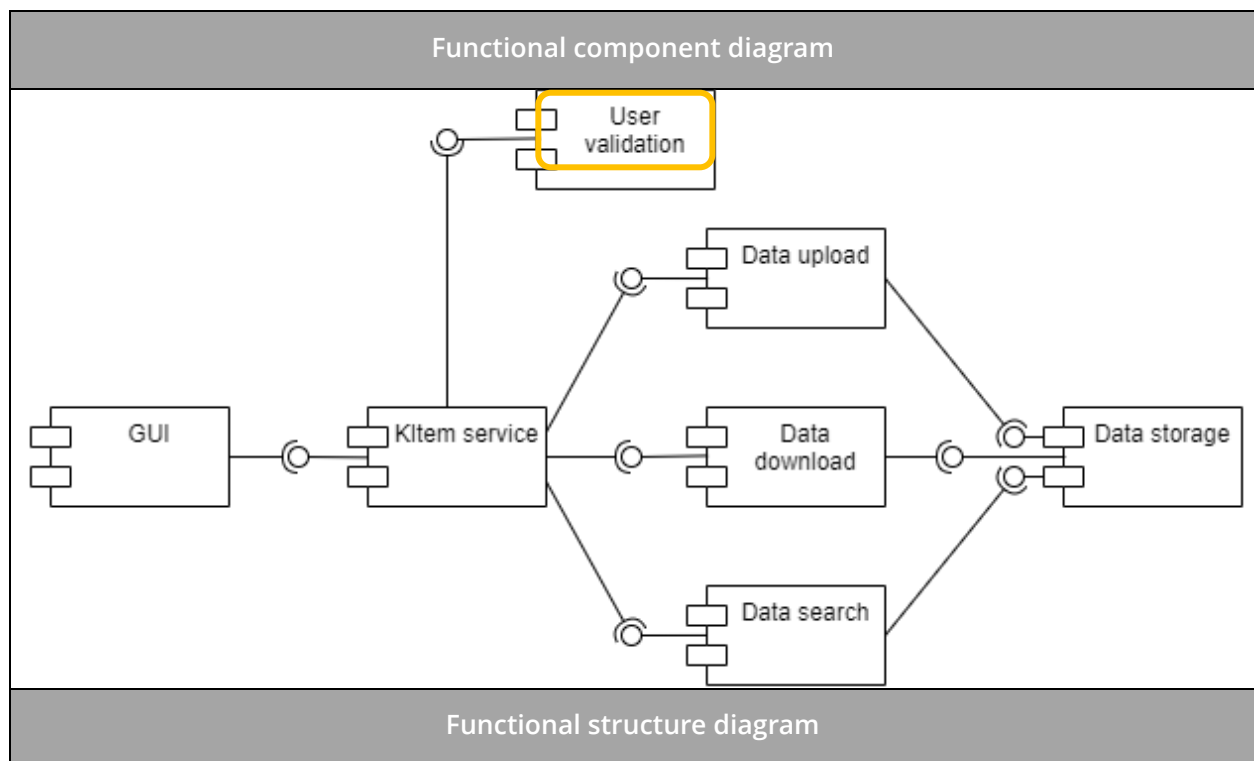 Functional component diagram
User
validation
Data upload
GUI
KItem service
Data
download
Data storage
Data search
Functional structure diagram